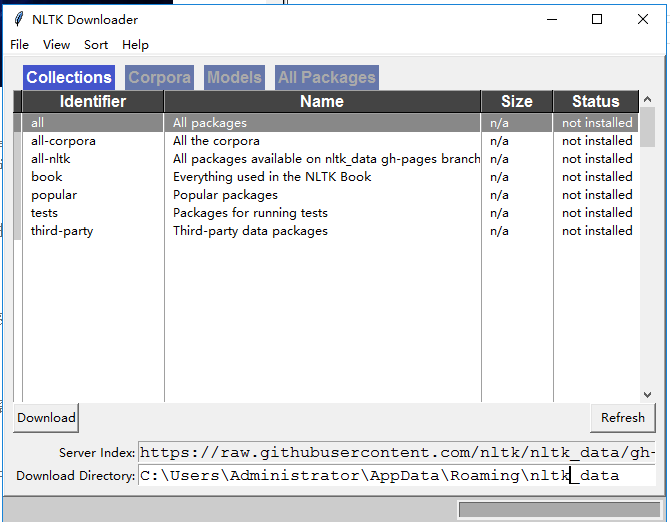 NLTK Downloader
File View Sort Help
Collections Corpora Models All Packages
Identifier Name Size Status
all All packages n/a not installed
all-corpora All the corpora n/a not installed
all-nltk All packages available on nltk_data gh-pages branch n/a not installed
book Everything used in the NLTK Book n/a not installed
popular Popular packages n/a not installed
tests Packages for running tests n/a not installed
third-party Third-party data packages n/a not installed
Download Refresh
Server Index: https://raw.githubusercontent.com/nltk/nltk_data/gh-
Download Directory: C:\Users\Administrator\AppData\Roaming\nltk_data